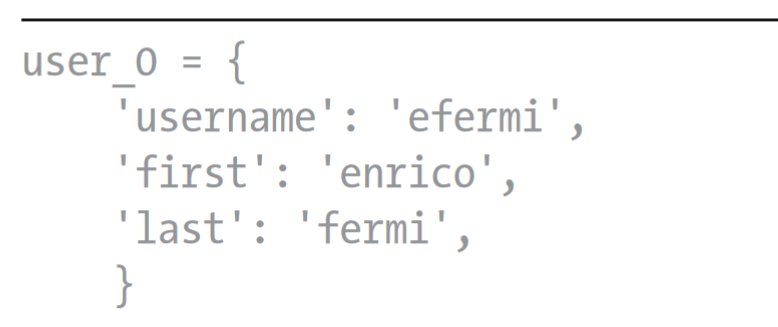 user_0 = {
    'username': 'efermi',
    'first': 'enrico',
    'last': 'fermi',
    }